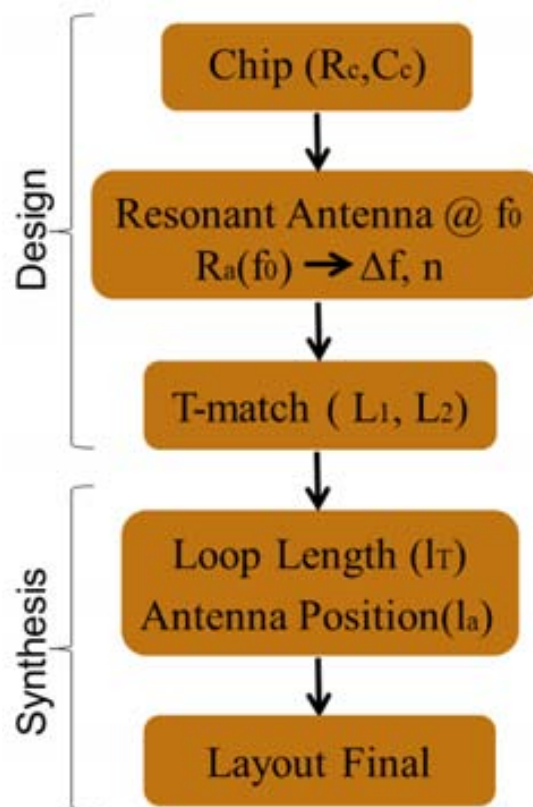 Design
Chip (Rc,Cc)
Resonant Antenna @ f0
Ra(f0) → Δf, n
T-match ( L1, L2)
Synthesis
Loop Length (lT)
Antenna Position(la)
Layout Final